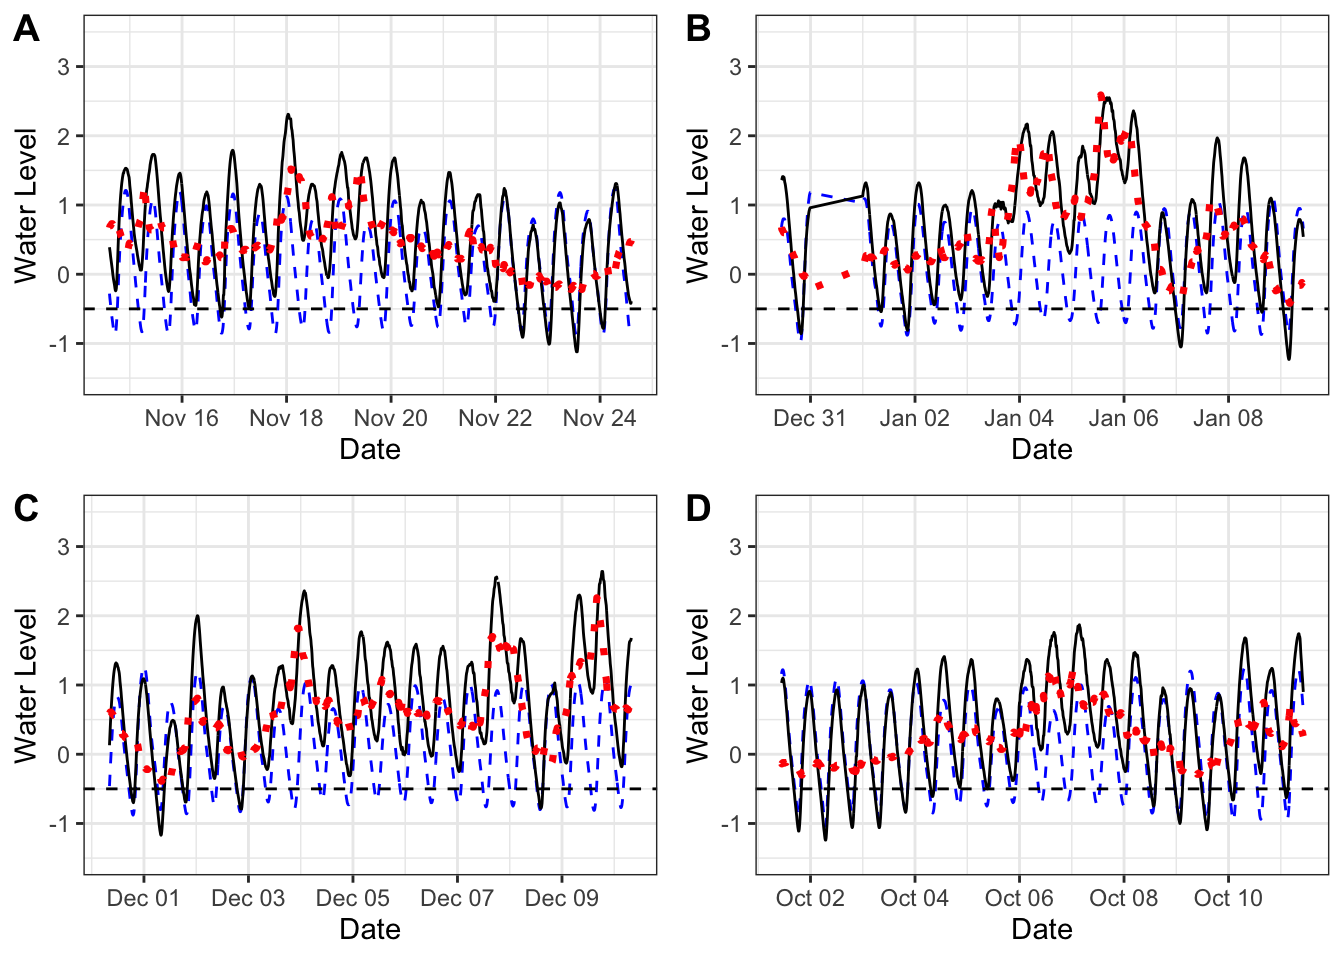 A
Water Level
3
2
1
0
-1
Nov 16 Nov 18 Nov 20 Nov 22 Nov 24
Date
B
Water Level
3
2
1
0
-1
Dec 31 Jan 02 Jan 04 Jan 06 Jan 08
Date
C
Water Level
3
2
1
0
-1
Dec 01 Dec 03 Dec 05 Dec 07 Dec 09
Date
D
Water Level
3
2
1
0
-1
Oct 02 Oct 04 Oct 06 Oct 08 Oct 10
Date